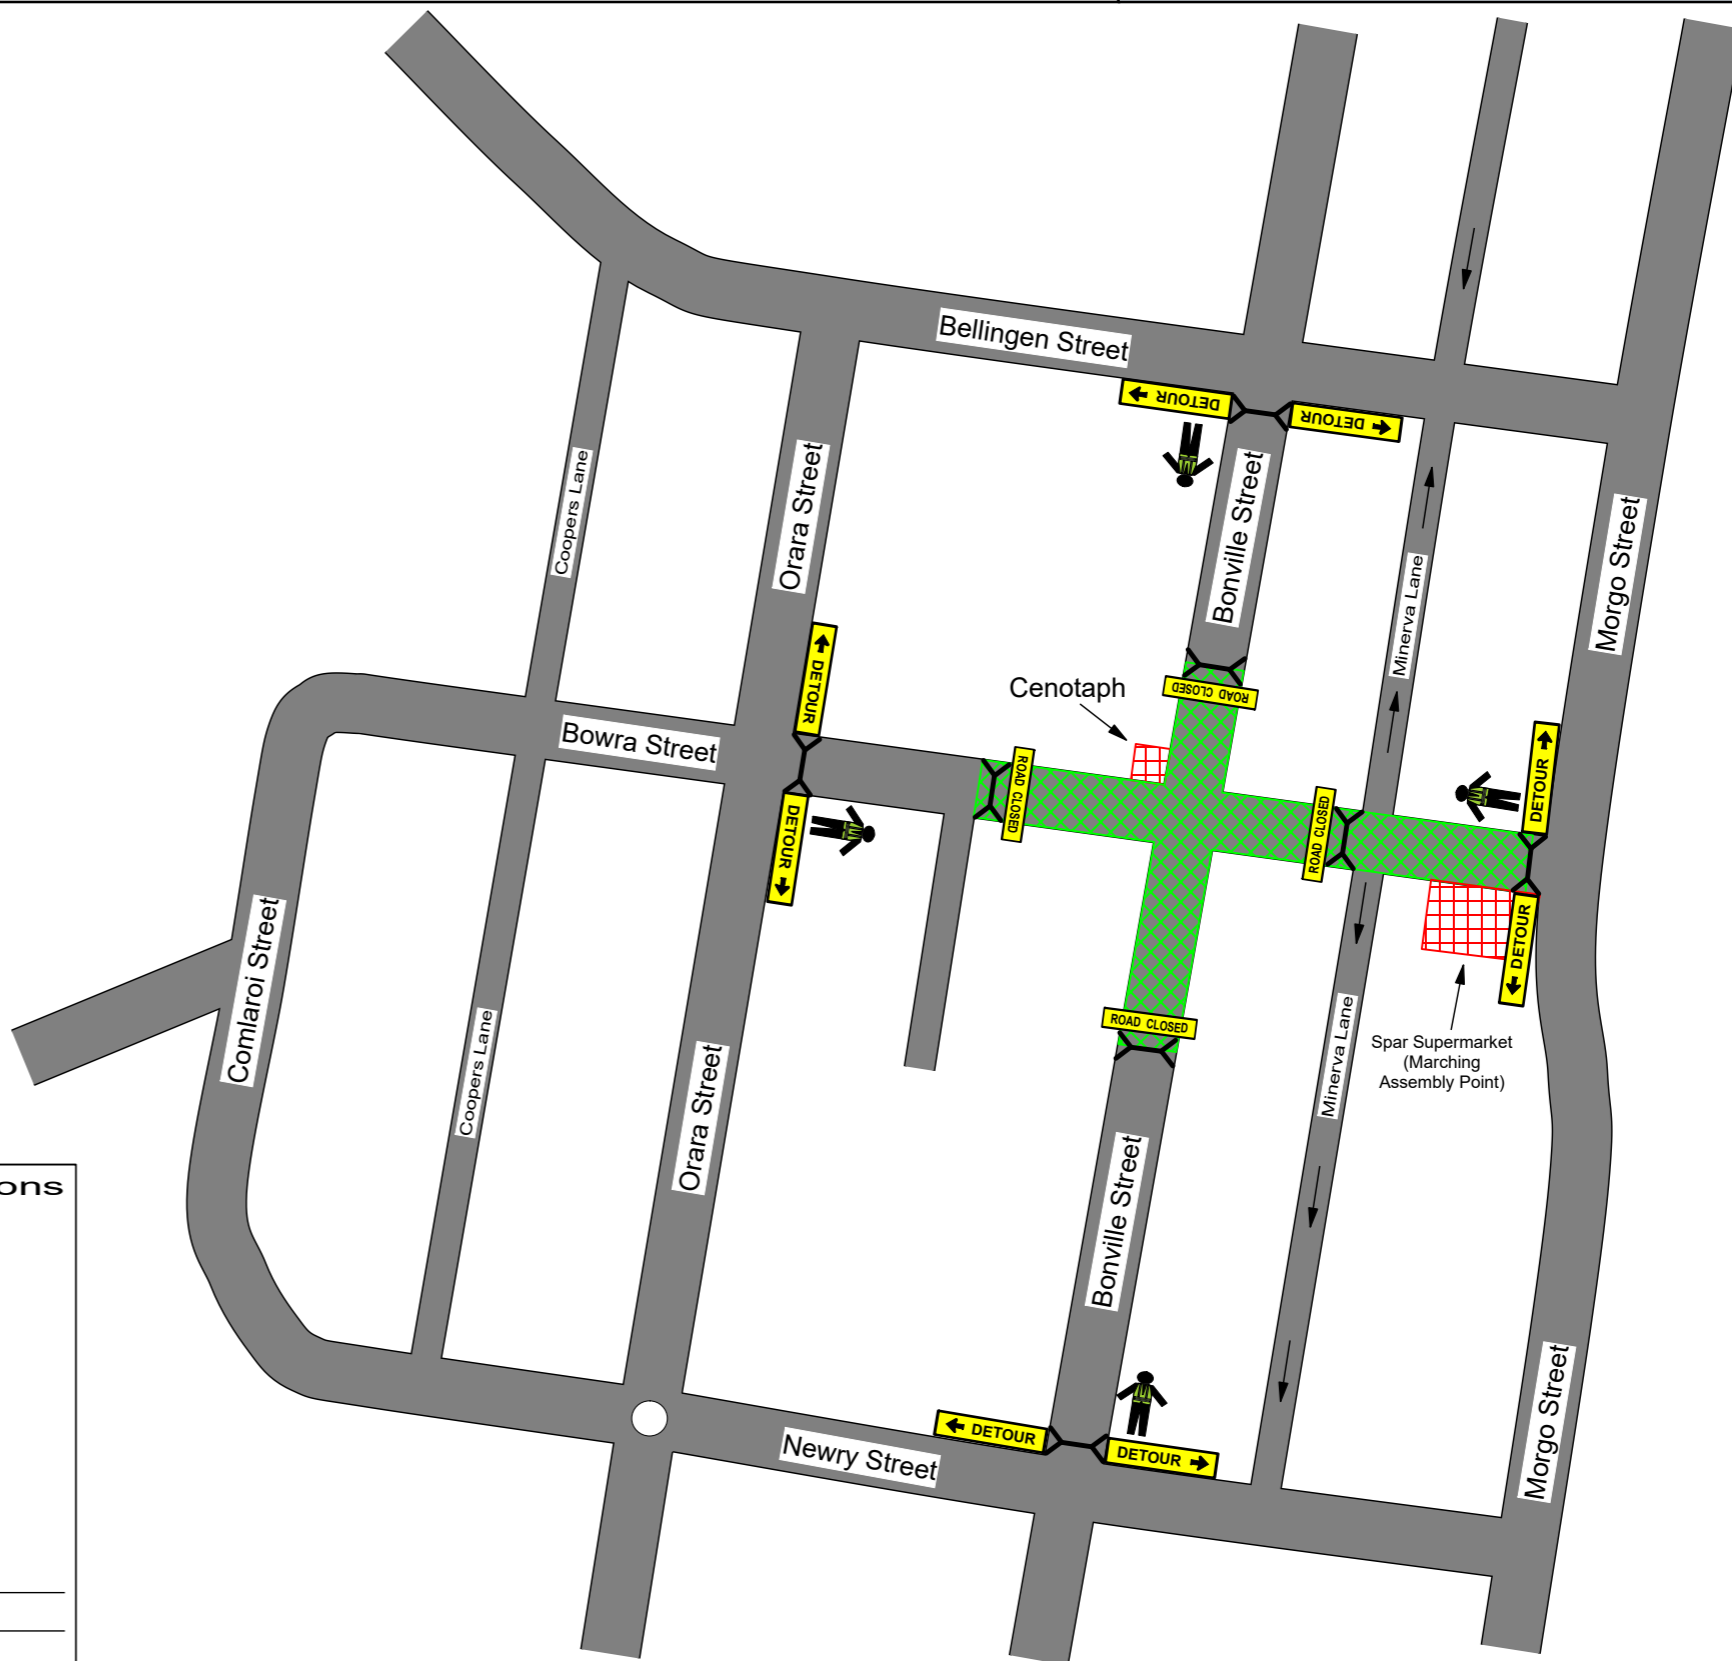 Bellingen Street
DETOUR
DETOUR
Coopers Lane
Orara Street
Bonville Street
Minerva Lane
Morgo Street
DETOUR
Cenotaph
ROAD CLOSED
Bowra Street
ROAD CLOSED
ROAD CLOSED
DETOUR
DETOUR
DETOUR
Comlaroi Street
Coopers Lane
Orara Street
ROAD CLOSED
Minerva Lane
Spar Supermarket
(Marching
Assembly Point)
Bonville Street
ons
Morgo Street
DETOUR
DETOUR
Newry Street